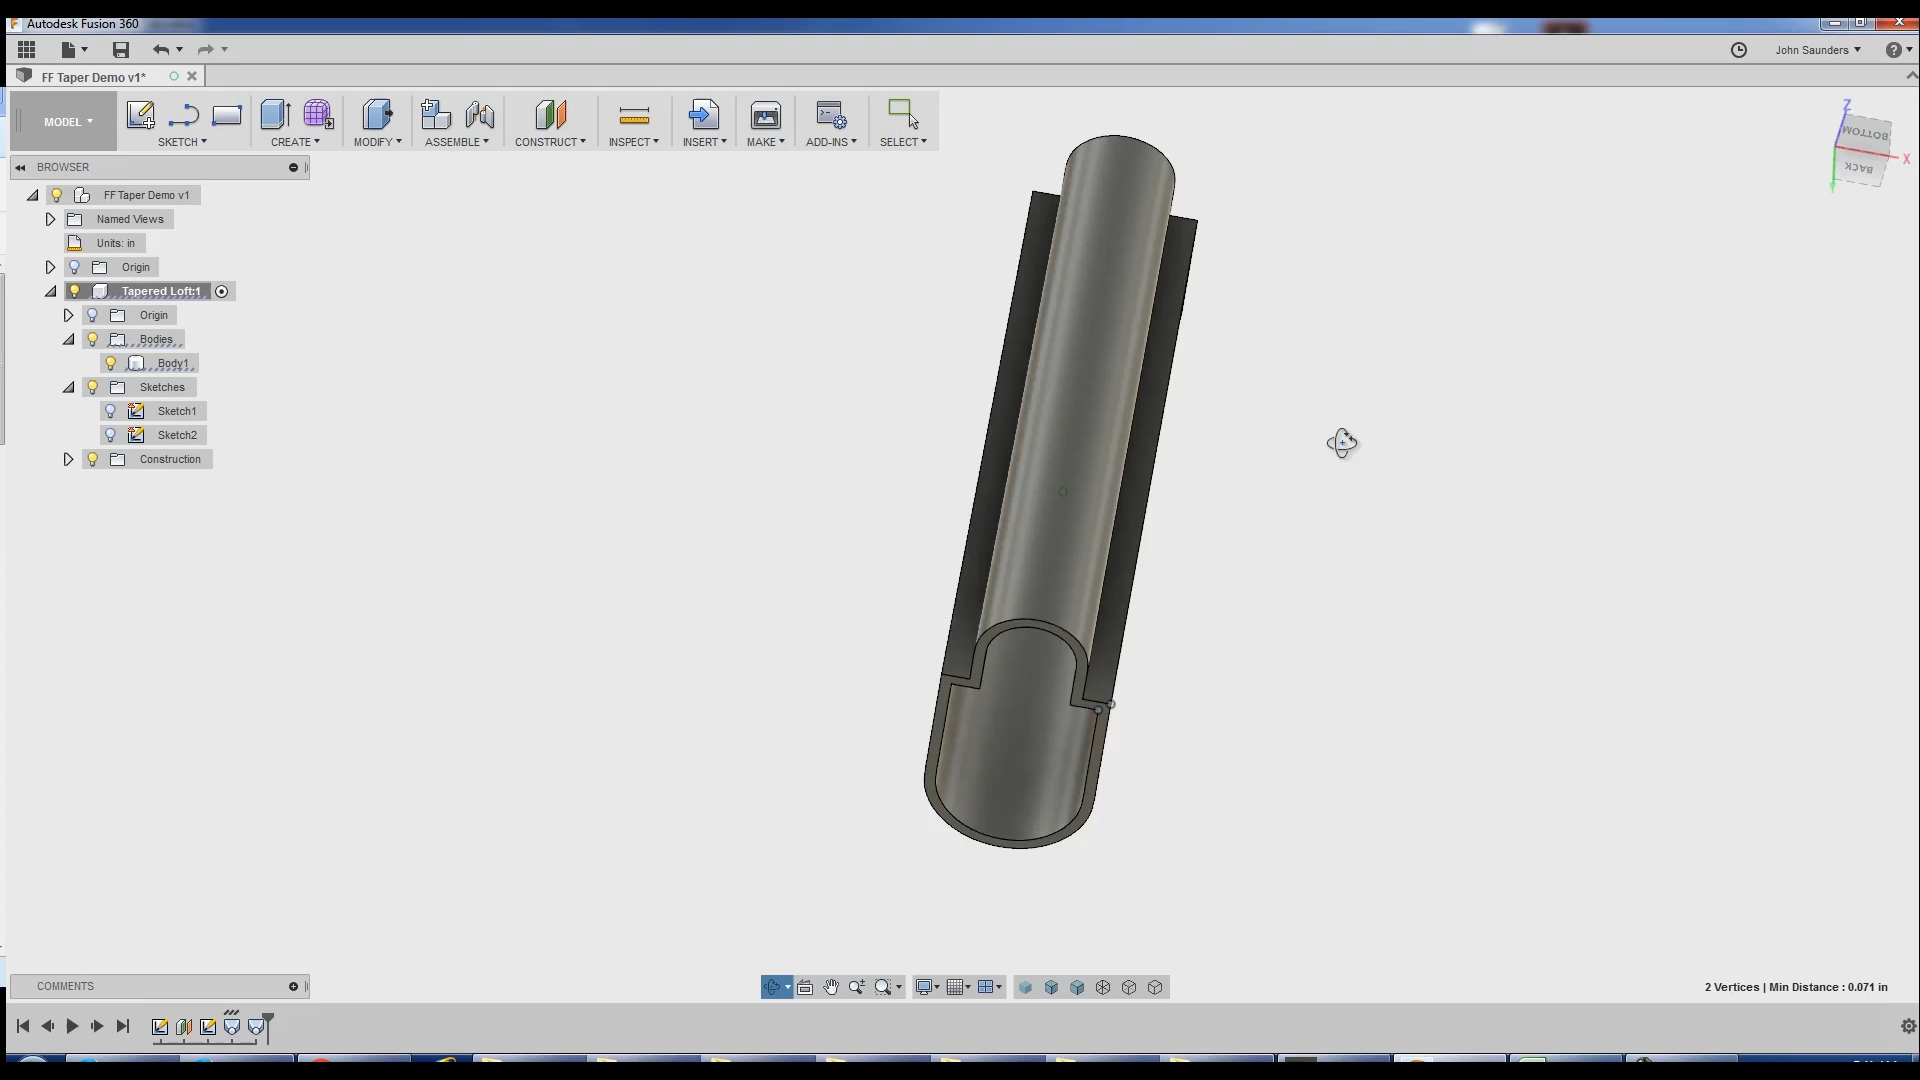 Autodesk Fusion 360
John Saunders
FF Taper Demo v1*
MODEL
SKETCH
CREATE
MODIFY
ASSEMBLE
CONSTRUCT
INSPECT
INSERT
MAKE
ADD-INS
SELECT
Z
BOTTOM
X
BACK
BROWSER
FF Taper Demo v1
Named Views
Units: in
Origin
Tapered Loft:1
Origin
Bodies
Body1
Sketches
Sketch1
Sketch2
Construction
COMMENTS
2 Vertices | Min Distance : 0.071 in